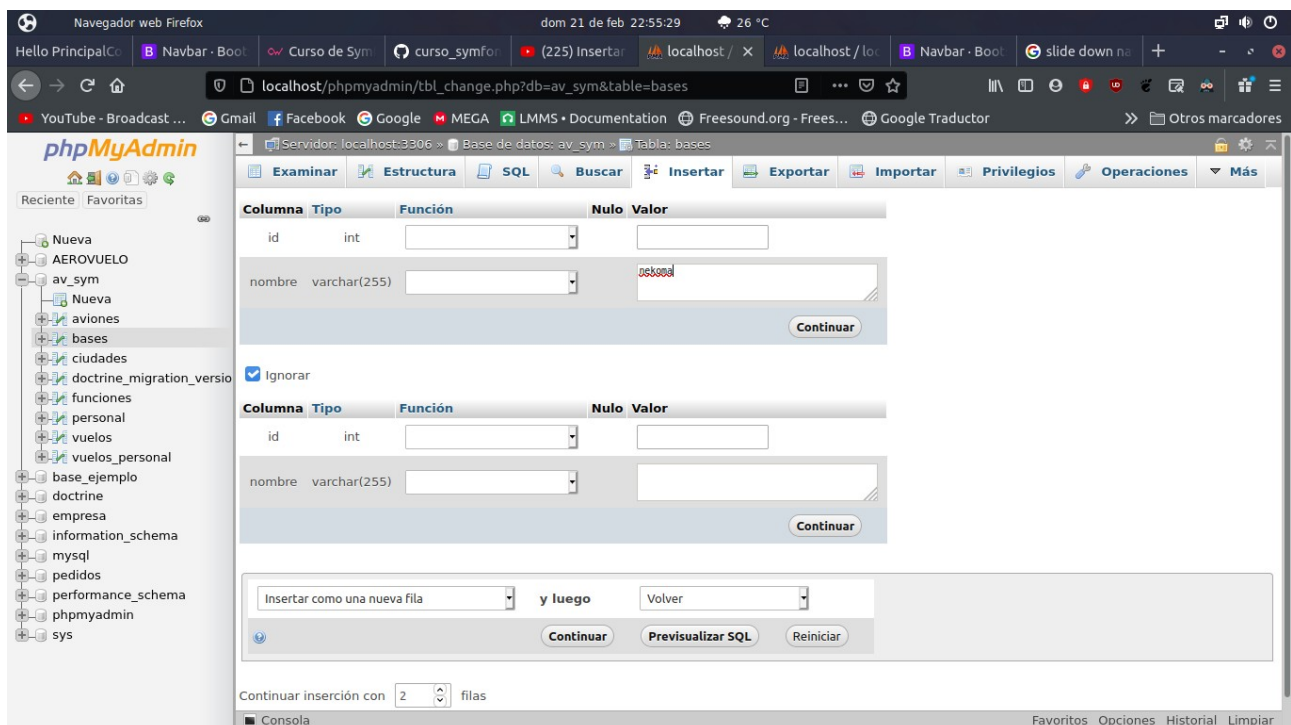 Navegador web Firefox dom 21 de feb 22:55:29 26 °C
Hello PrincipalCo Navbar · Boot Curso de Sym curso_symfon (225) Insertar localhost / localhost / loc Navbar · Boot slide down na
localhost/phpmyadmin/tbl_change.php?db=av_sym&table=bases
YouTube - Broadcast ... Gmail Facebook Google MEGA LMMS • Documentation Freesound.org - Frees... Google Traductor Otros marcadores
phpMyAdmin
Reciente Favoritas
Nueva
AEROVUELO
av_sym
Nueva
aviones
bases
ciudades
doctrine_migration_versio
funciones
personal
vuelos
vuelos_personal
base_ejemplo
doctrine
empresa
information_schema
mysql
pedidos
performance_schema
phpmyadmin
sys
Servidor: localhost:3306 » Base de datos: av_sym » Tabla: bases
Examinar Estructura SQL Buscar Insertar Exportar Importar Privilegios Operaciones Más
Columna Tipo Función Nulo Valor
id int
nombre varchar(255) nekoma
Continuar
Ignorar
Columna Tipo Función Nulo Valor
id int
nombre varchar(255)
Continuar
Insertar como una nueva fila y luego Volver
Continuar Previsualizar SQL Reiniciar
Continuar inserción con 2 filas
Consola Favoritos Opciones Historial Limpiar